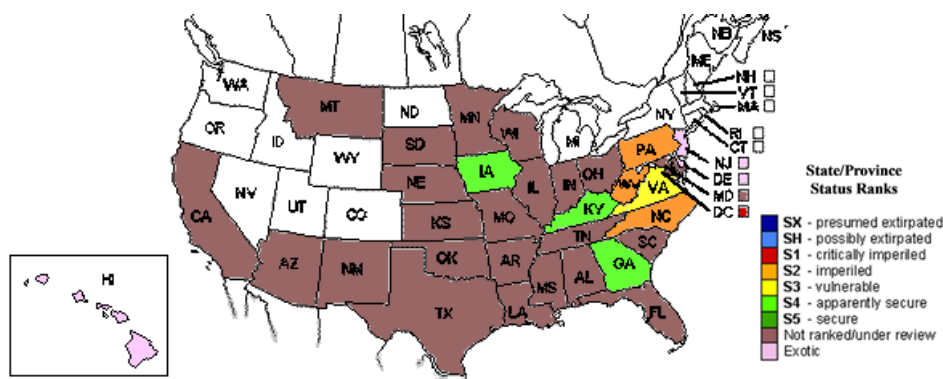 NB
NS
ME
WA
MT
ND
MN
OR
ID
SD
WI
MI
NY
NH
VT
MA
RI
CT
WY
NE
IA
PA
NJ
DE
MD
DC
NV
UT
CO
KS
MO
IL
IN
OH
WV
VA
KY
CA
AZ
NM
OK
AR
TN
NC
SC
MS
AL
GA
TX
LA
FL
HI
State/Province
Status Ranks
SX - presumed extirpated
SH - possibly extirpated
S1 - critically imperiled
S2 - imperiled
S3 - vulnerable
S4 - apparently secure
S5 - secure
Not ranked/under review
Exotic